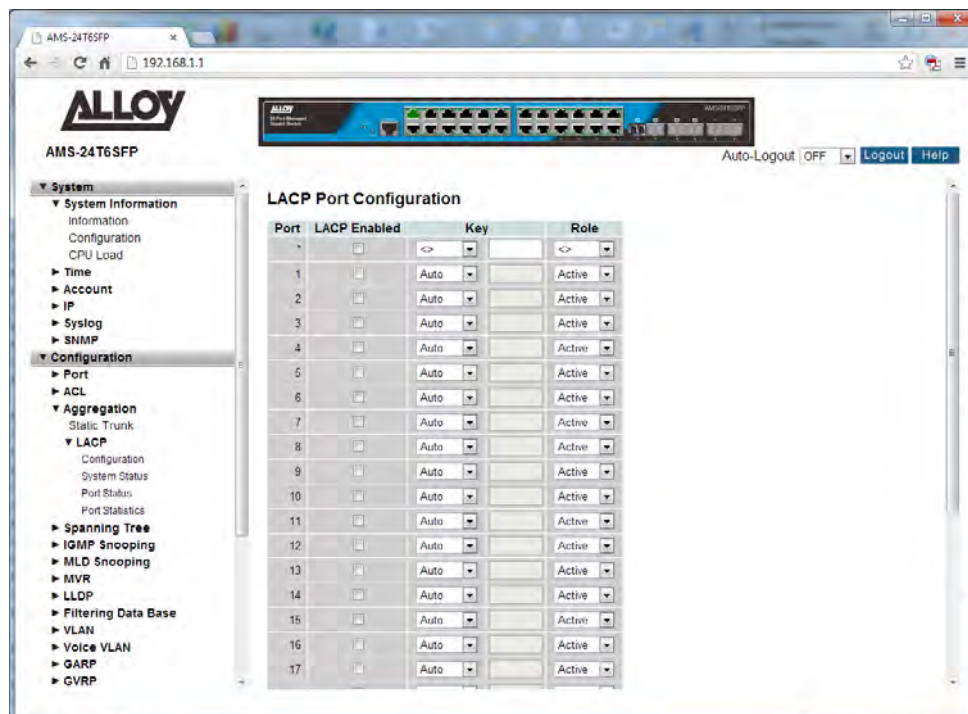 AMS-24T6SFP
192.168.1.1
ALLOY
AMS-24T6SFP
ALLOY
Auto-Logout OFF Logout Help
▼ System
▼ System Information
Information
Configuration
CPU Load
► Time
► Account
► IP
► Syslog
► SNMP
▼ Configuration
► Port
► ACL
▼ Aggregation
Static Trunk
▼ LACP
Configuration
System Status
Port Status
Port Statistics
► Spanning Tree
► IGMP Snooping
► MLD Snooping
► MVR
► LLDP
► Filtering Data Base
► VLAN
► Voice VLAN
► GARP
► GVRP
LACP Port Configuration
Port LACP Enabled Key Role
* <> <>
1 Auto Active
2 Auto Active
3 Auto Active
4 Auto Active
5 Auto Active
6 Auto Active
7 Auto Active
8 Auto Active
9 Auto Active
10 Auto Active
11 Auto Active
12 Auto Active
13 Auto Active
14 Auto Active
15 Auto Active
16 Auto Active
17 Auto Active